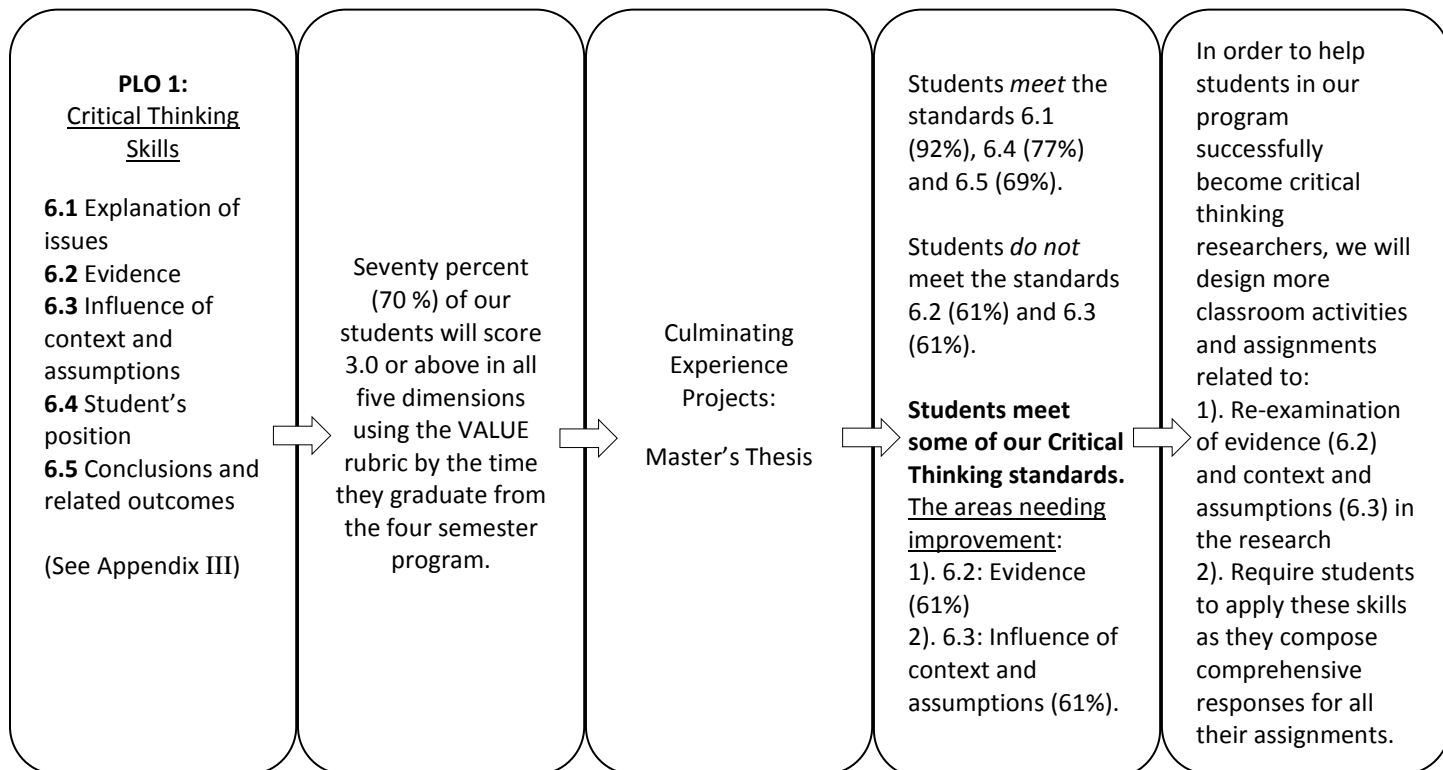 PLO 1:
Critical Thinking
Skills
6.1 Explanation of
issues
6.2 Evidence
6.3 Influence of
context and
assumptions
6.4 Student’s
position
6.5 Conclusions and
related outcomes
(See Appendix III)
Seventy percent
(70 %) of our
students will score
3.0 or above in all
five dimensions
using the VALUE
rubric by the time
they graduate from
the four semester
program.
Culminating
Experience
Projects:
Master’s Thesis
Students meet the
standards 6.1
(92%), 6.4 (77%)
and 6.5 (69%).
Students do not
meet the standards
6.2 (61%) and 6.3
(61%).
Students meet
some of our Critical
Thinking standards.
The areas needing
improvement:
1). 6.2: Evidence
(61%)
2). 6.3: Influence of
context and
assumptions (61%).
In order to help
students in our
program
successfully
become critical
thinking
researchers, we will
design more
classroom activities
and assignments
related to:
1). Re-examination
of evidence (6.2)
and context and
assumptions (6.3) in
the research
2). Require students
to apply these skills
as they compose
comprehensive
responses for all
their assignments.